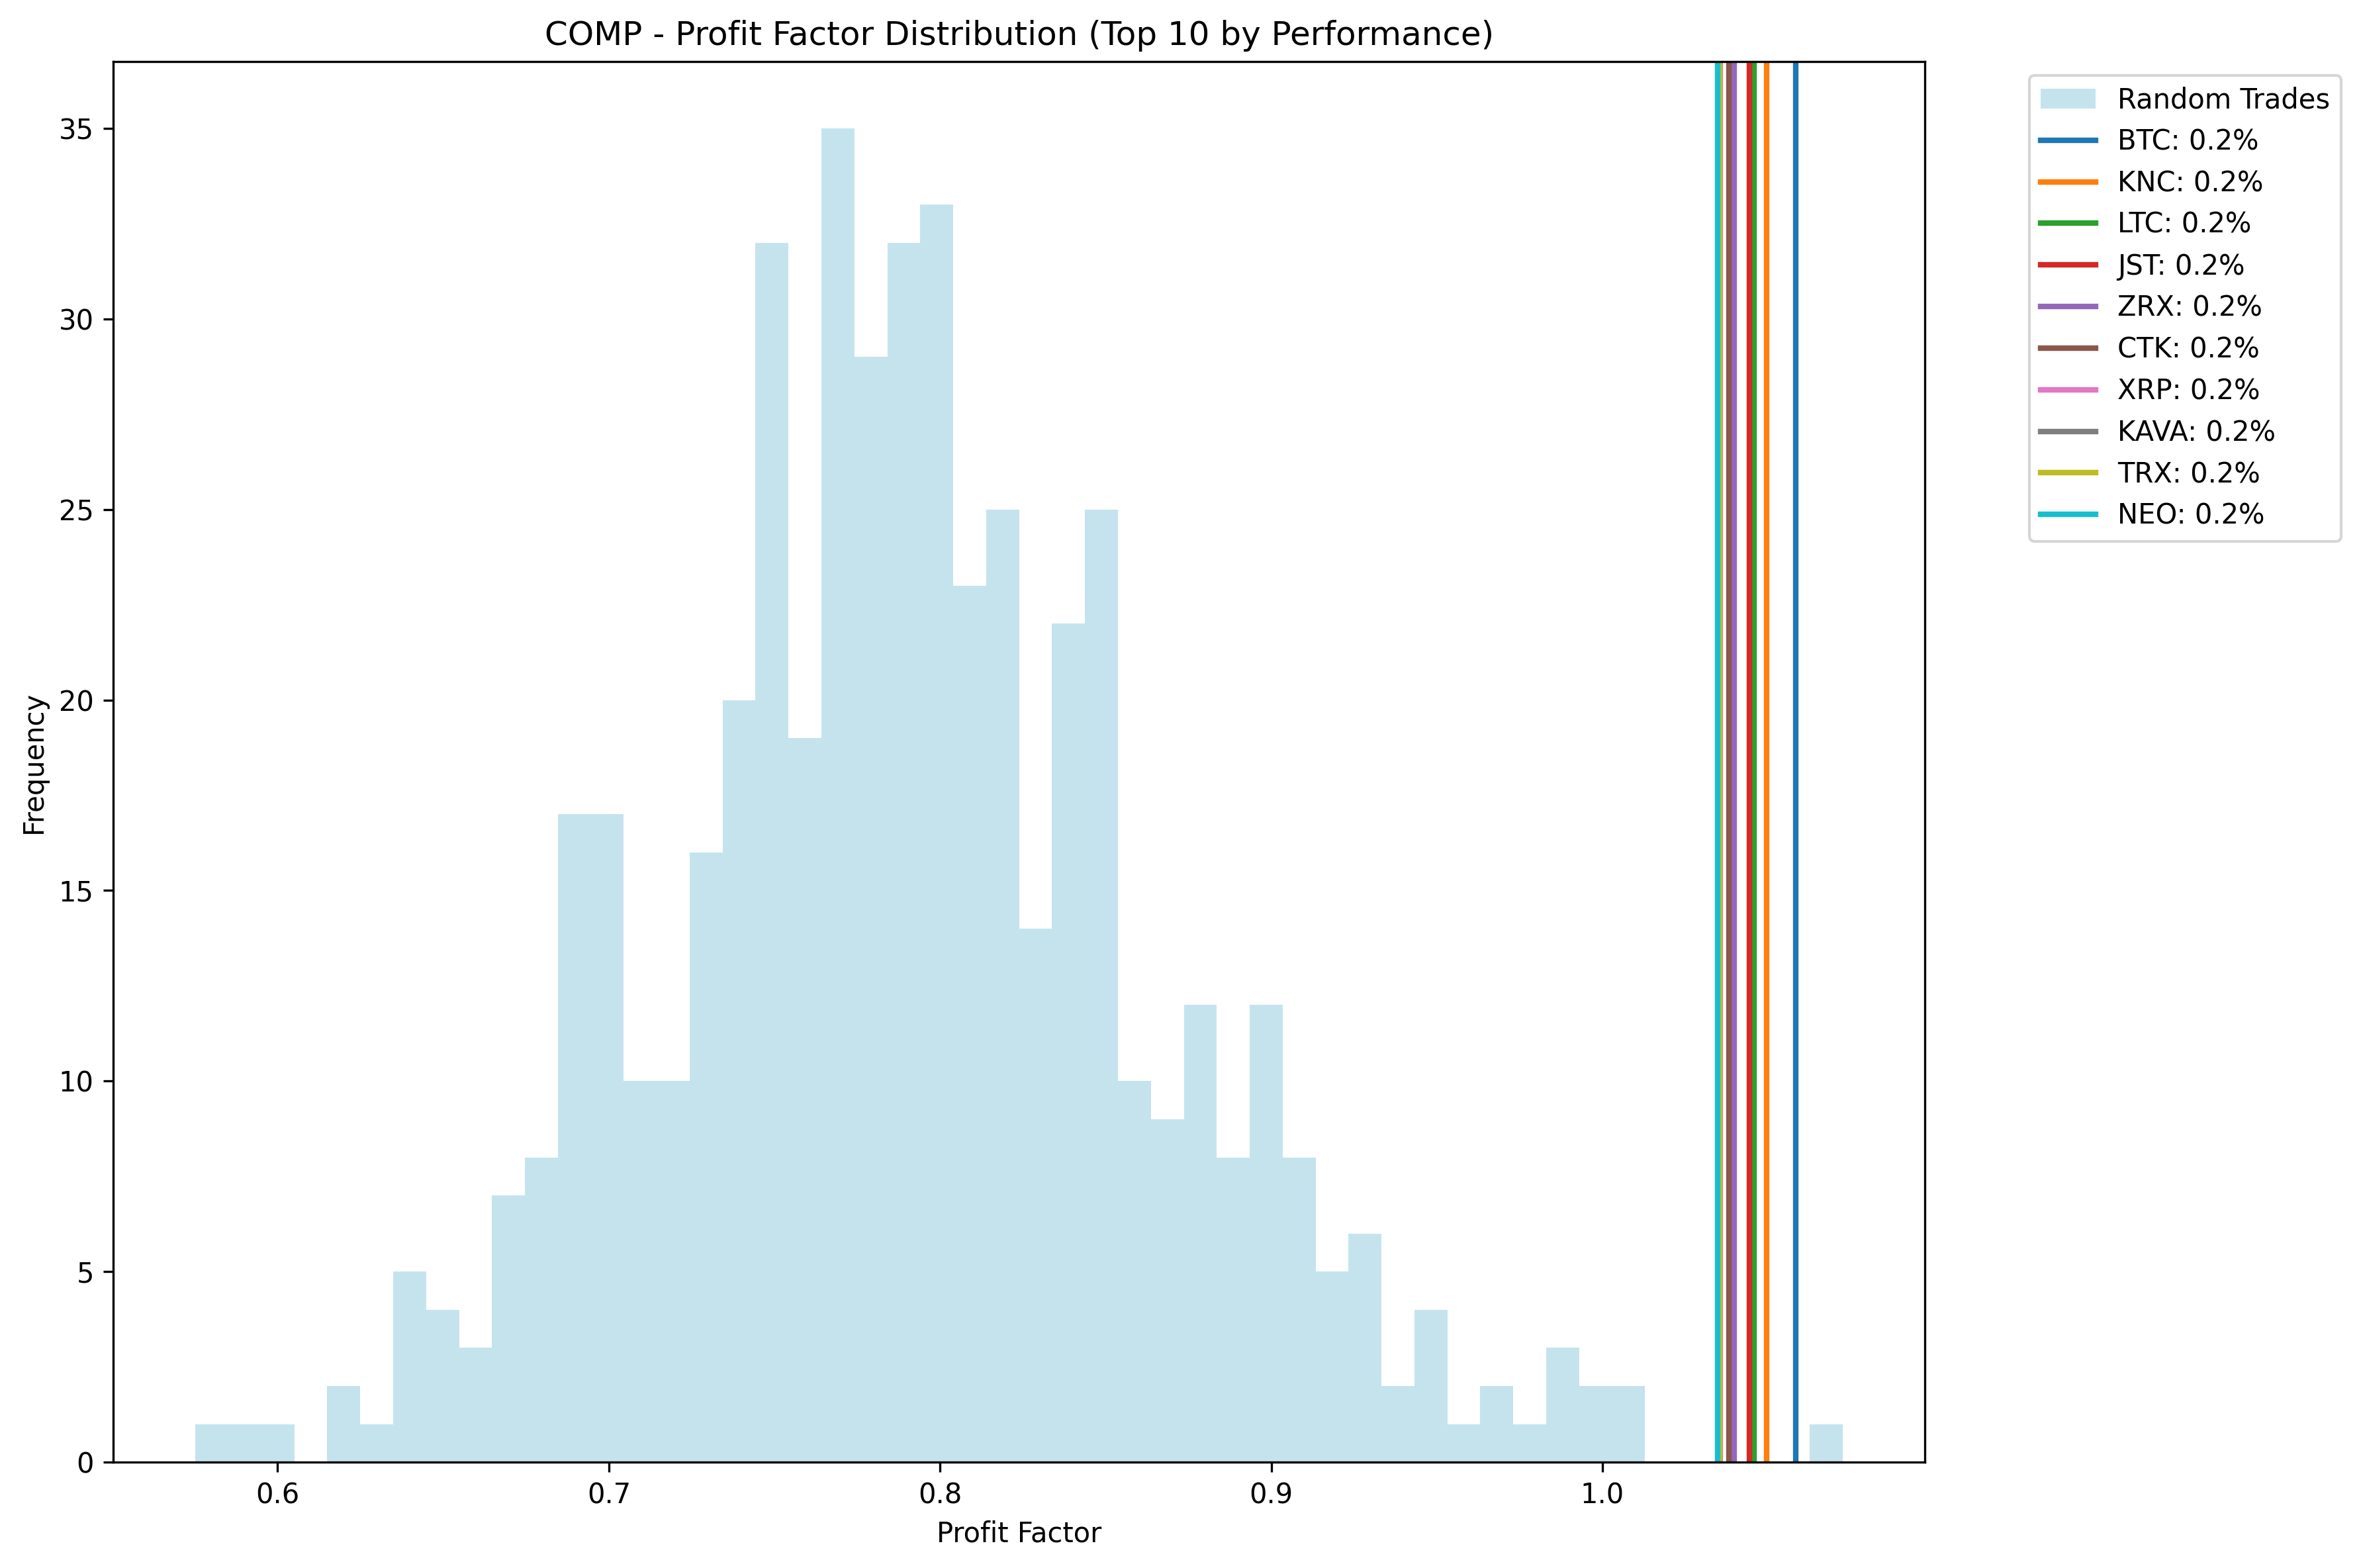 COMP - Profit Factor Distribution (Top 10 by Performance)
Random Trades
BTC: 0.2%
KNC: 0.2%
LTC: 0.2%
JST: 0.2%
ZRX: 0.2%
CTK: 0.2%
XRP: 0.2%
KAVA: 0.2%
TRX: 0.2%
NEO: 0.2%
Frequency
35
30
25
20
15
10
5
0
0.6 0.7 0.8 0.9 1.0
Profit Factor